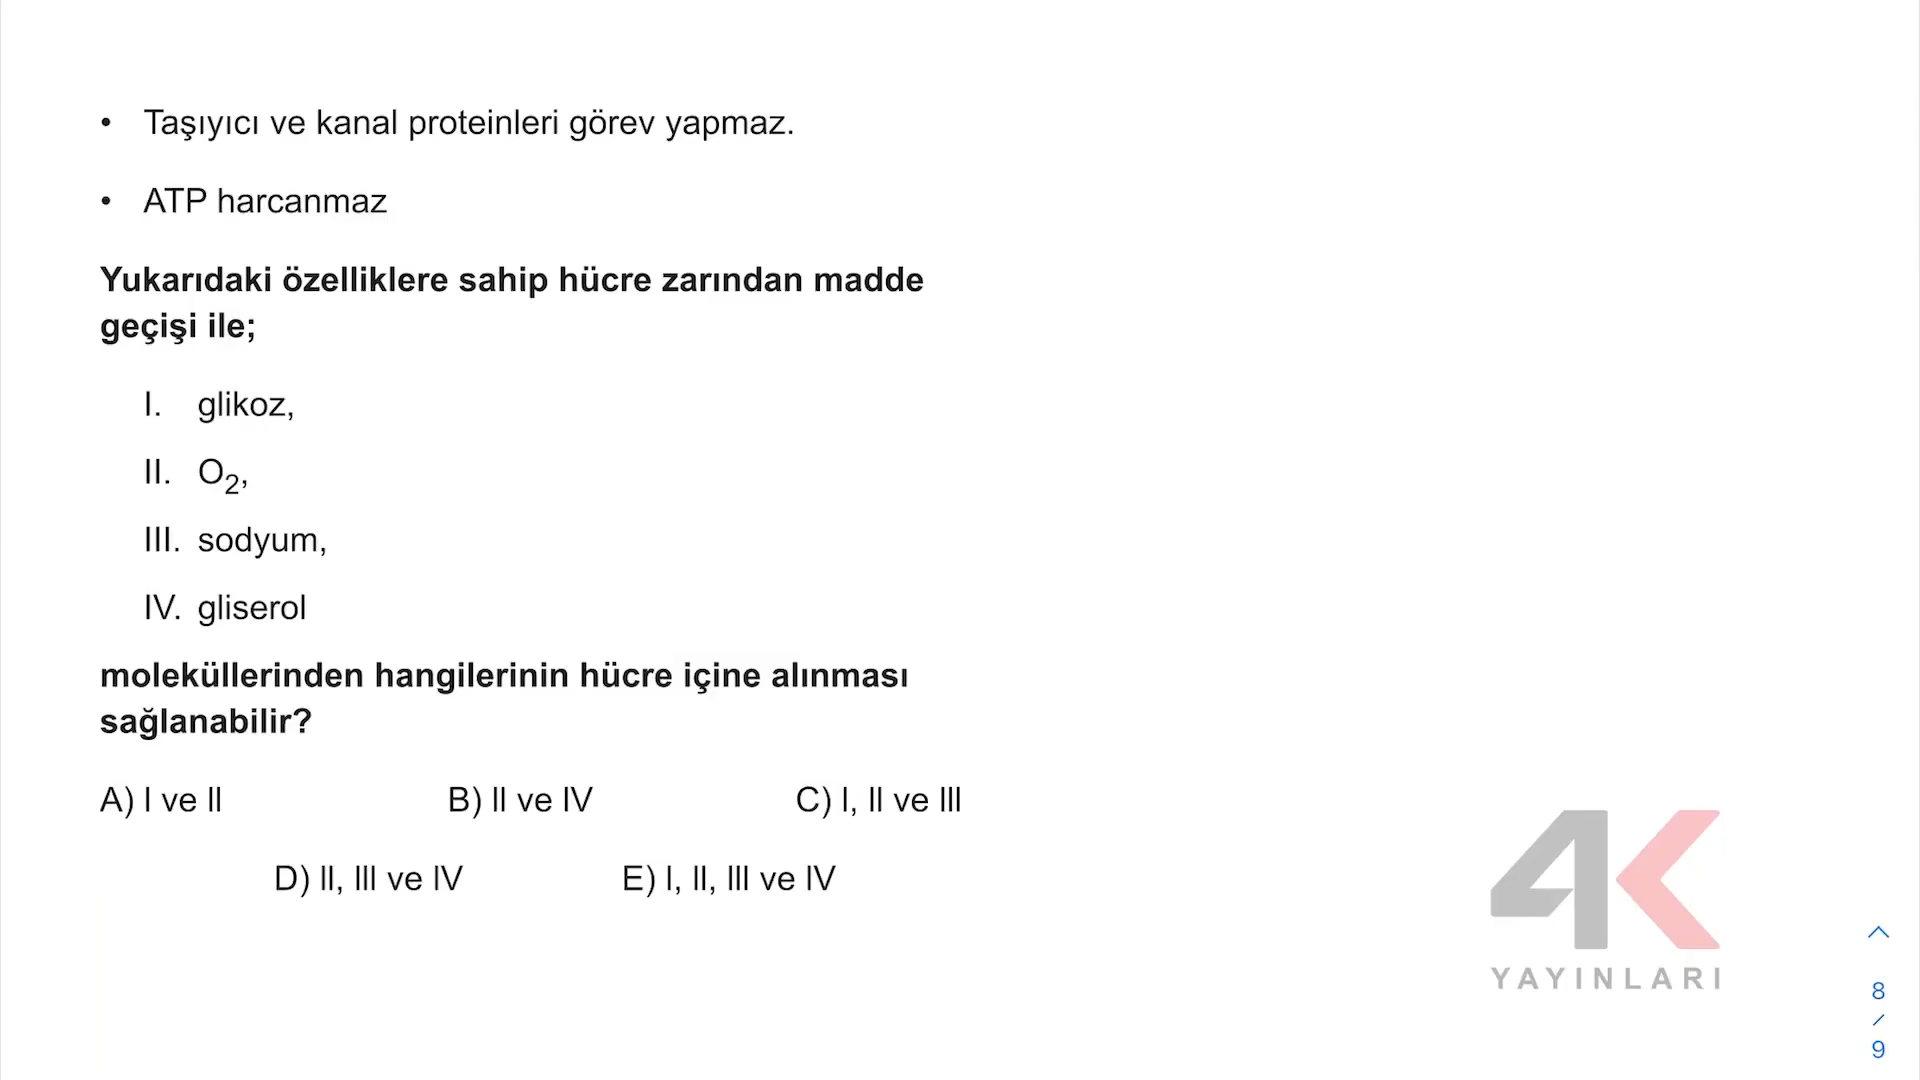 • Taşıyıcı ve kanal proteinleri görev yapmaz.
• ATP harcanmaz
Yukarıdaki özelliklere sahip hücre zarından madde
geçişi ile;
I. glikoz,
II. O₂,
III. sodyum,
IV. gliserol
moleküllerinden hangilerinin hücre içine alınması
sağlanabilir?
A) I ve II B) II ve IV C) I, II ve III
D) II, III ve IV E) I, II, III ve IV
4K
YAYINLARI
8
/
9